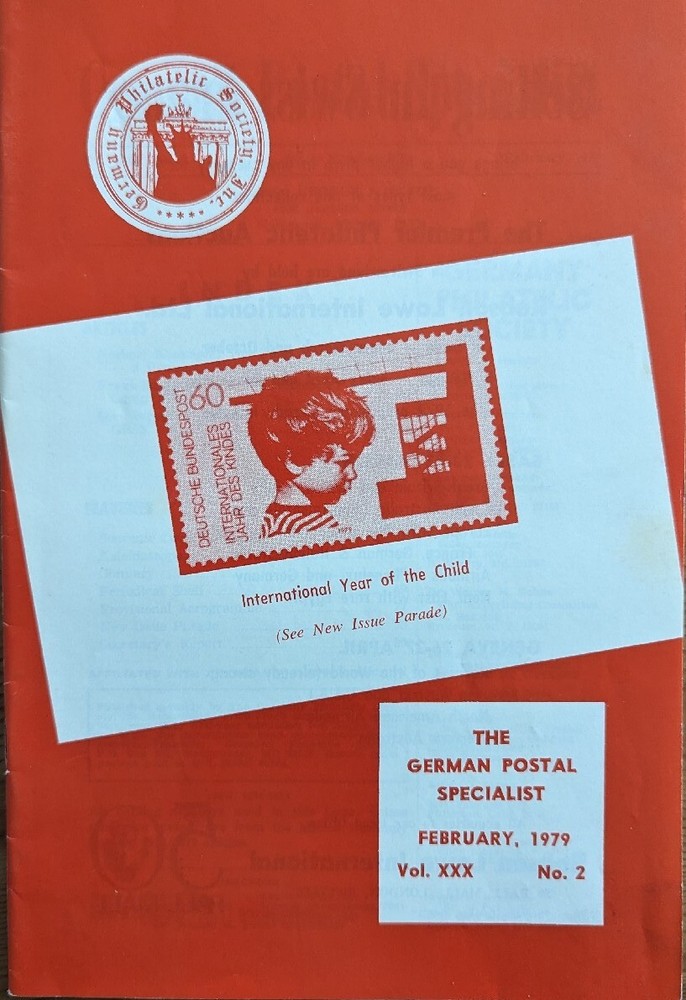 Germany Philatelic Society, Inc.
★★★★★
60
DEUTSCHE BUNDESPOST
INTERNATIONALES
JAHR DES KINDES
1979
International Year of the Child
(See New Issue Parade)
THE
GERMAN POSTAL
SPECIALIST
FEBRUARY, 1979
Vol. XXX No. 2